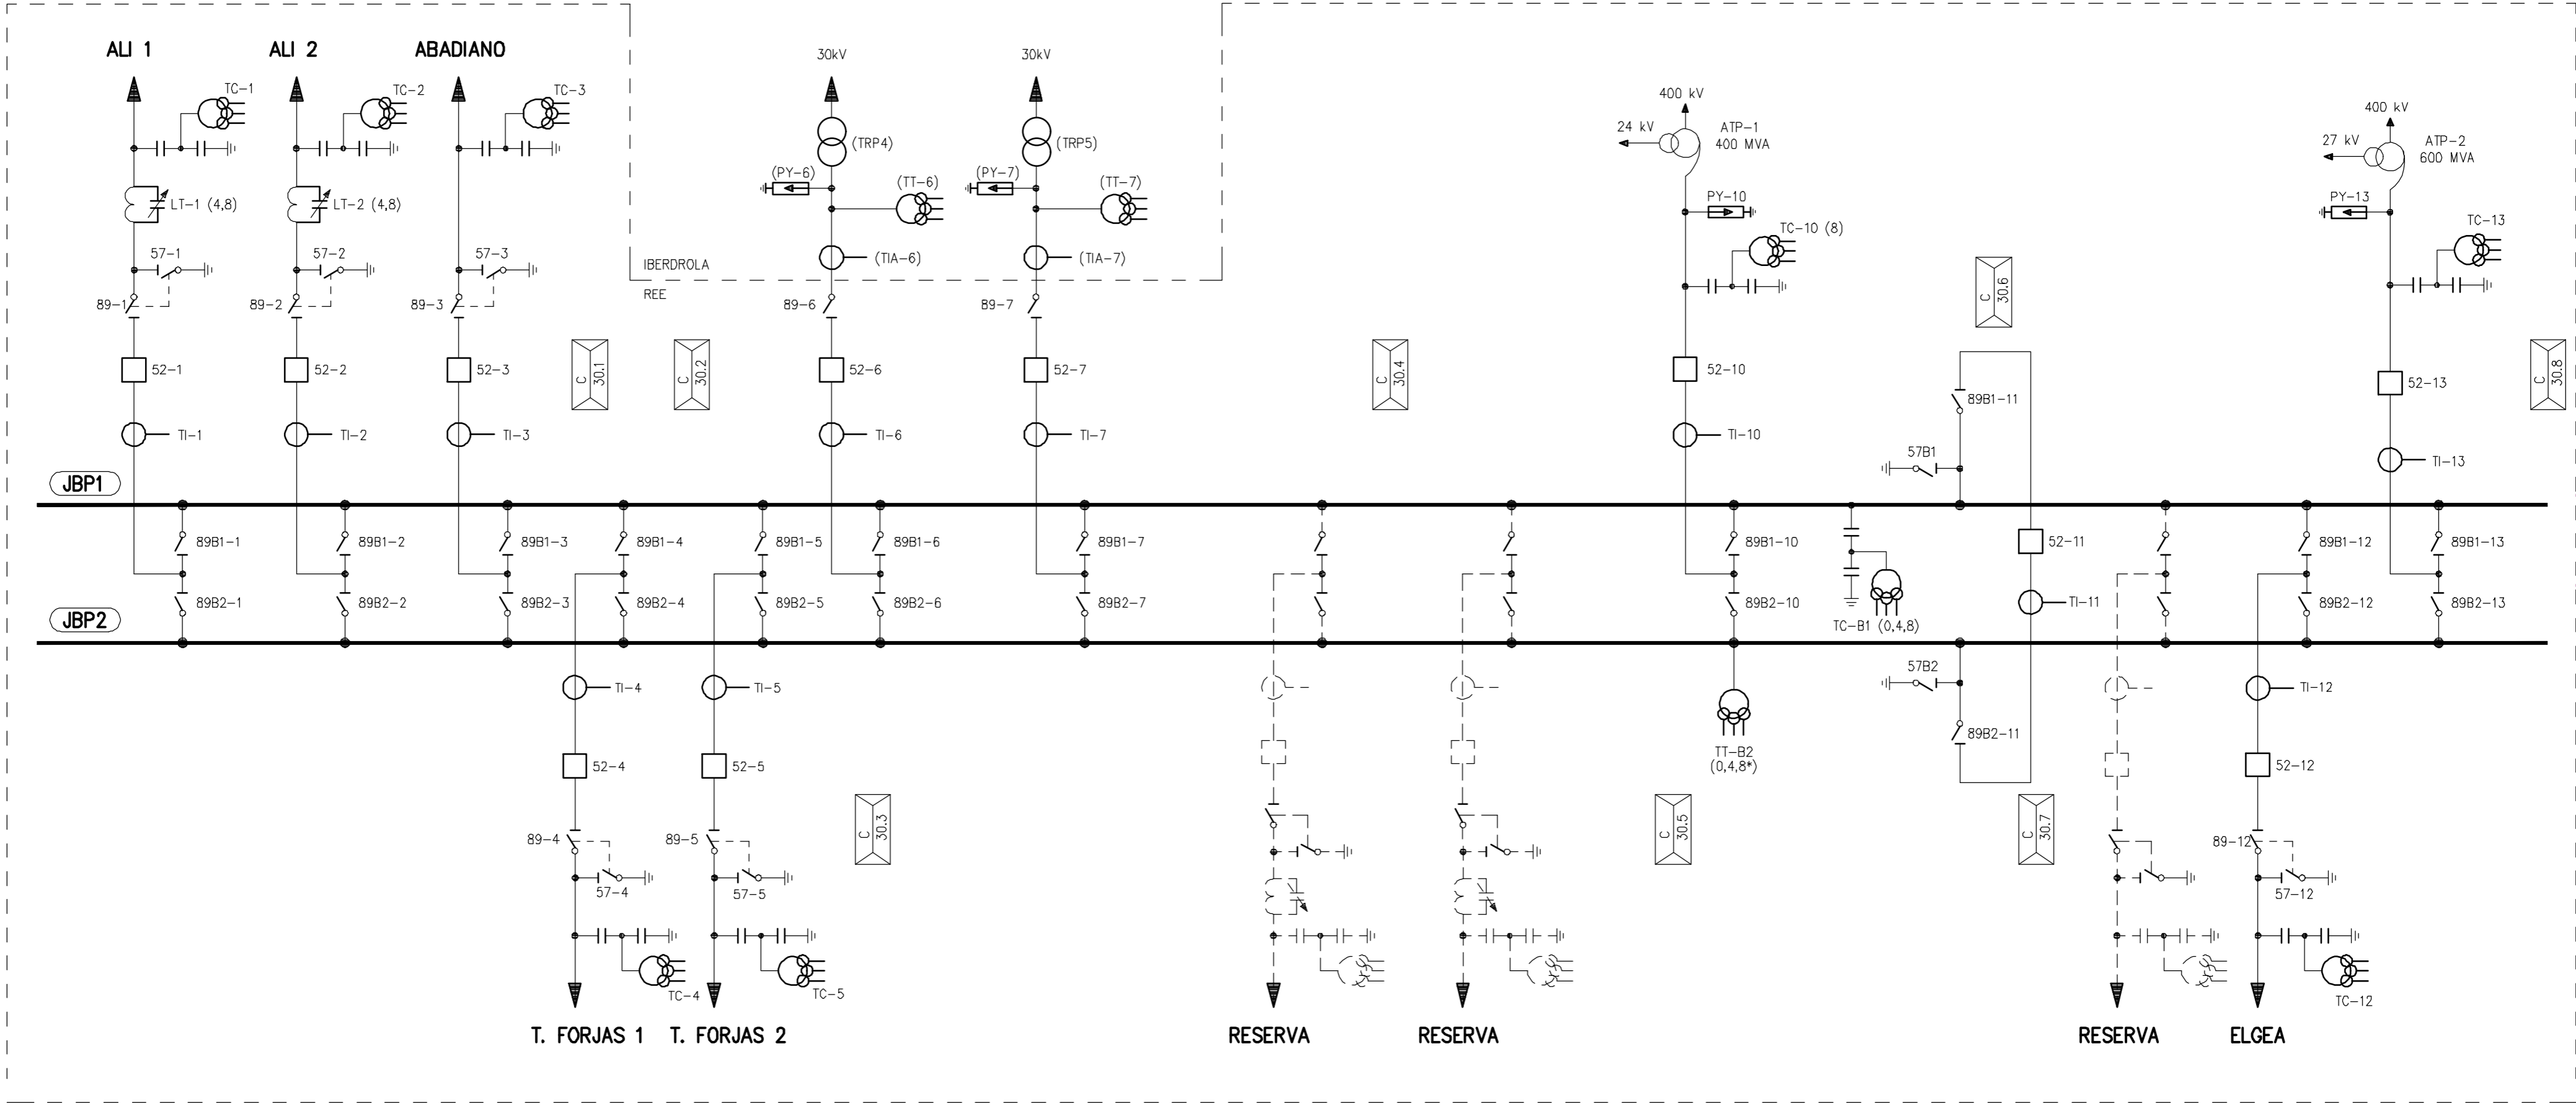 ALI 1
ALI 2
ABADIANO
30kV
30kV
TC-1
TC-2
TC-3
400 kV
400 kV
24 kV
ATP-1
400 MVA
27 kV
ATP-2
600 MVA
(TRP4)
(TRP5)
(PY-6)
(TT-6)
(PY-7)
(TT-7)
LT-1 (4,8)
LT-2 (4,8)
PY-10
PY-13
TC-10 (8)
TC-13
57-1
57-2
57-3
(TIA-6)
(TIA-7)
IBERDROLA
REE
89-1
89-2
89-3
89-6
89-7
C
30.6
52-1
52-2
52-3
C
30.1
C
30.2
52-6
52-7
C
30.4
52-10
52-13
C
30.8
89B1-11
TI-1
TI-2
TI-3
TI-6
TI-7
TI-10
57B1
TI-13
JBP1
89B1-1
89B1-2
89B1-3
89B1-4
89B1-5
89B1-6
89B1-7
89B1-10
52-11
89B1-12
89B1-13
89B2-1
89B2-2
89B2-3
89B2-4
89B2-5
89B2-6
89B2-7
89B2-10
TI-11
89B2-12
89B2-13
JBP2
TC-B1 (0,4,8)
57B2
TI-4
TI-5
TI-12
89B2-11
TT-B2
(0,4,8*)
52-4
52-5
52-12
C
30.3
C
30.5
C
30.7
89-4
89-5
89-12
57-4
57-5
57-12
TC-4
TC-5
TC-12
T. FORJAS 1
T. FORJAS 2
RESERVA
RESERVA
RESERVA
ELGEA